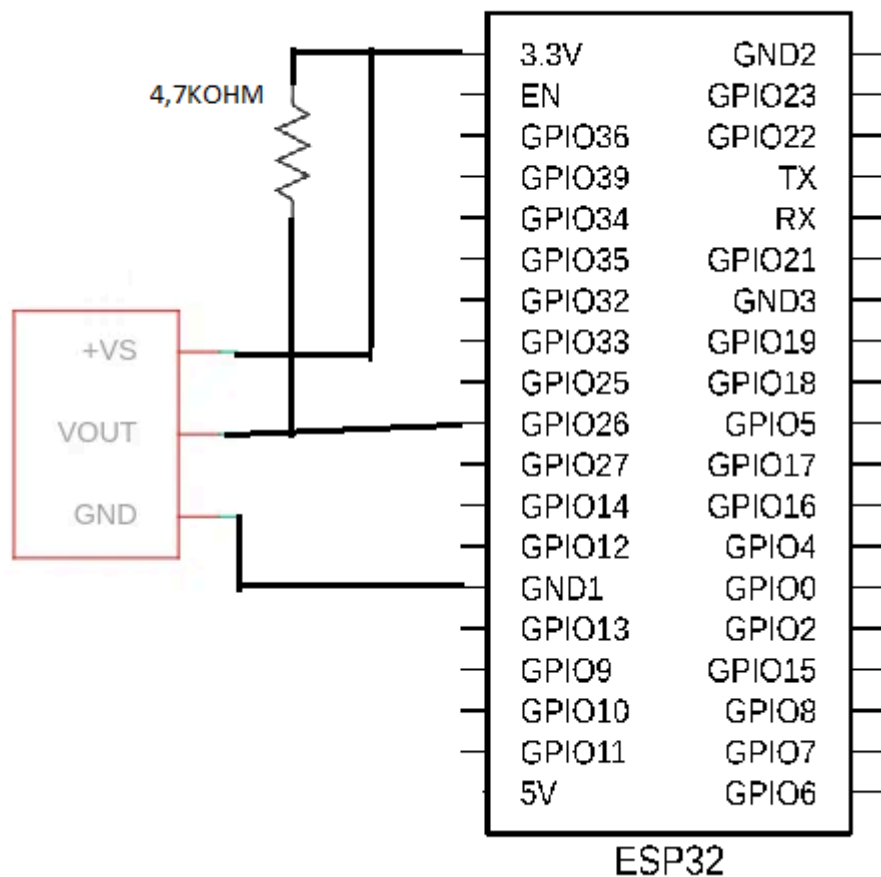 4,7KOHM
+VS
VOUT
GND
3.3V GND2
EN GPIO23
GPIO36 GPIO22
GPIO39 TX
GPIO34 RX
GPIO35 GPIO21
GPIO32 GND3
GPIO33 GPIO19
GPIO25 GPIO18
GPIO26 GPIO5
GPIO27 GPIO17
GPIO14 GPIO16
GPIO12 GPIO4
GND1 GPIO0
GPIO13 GPIO2
GPIO9 GPIO15
GPIO10 GPIO8
GPIO11 GPIO7
5V GPIO6
ESP32